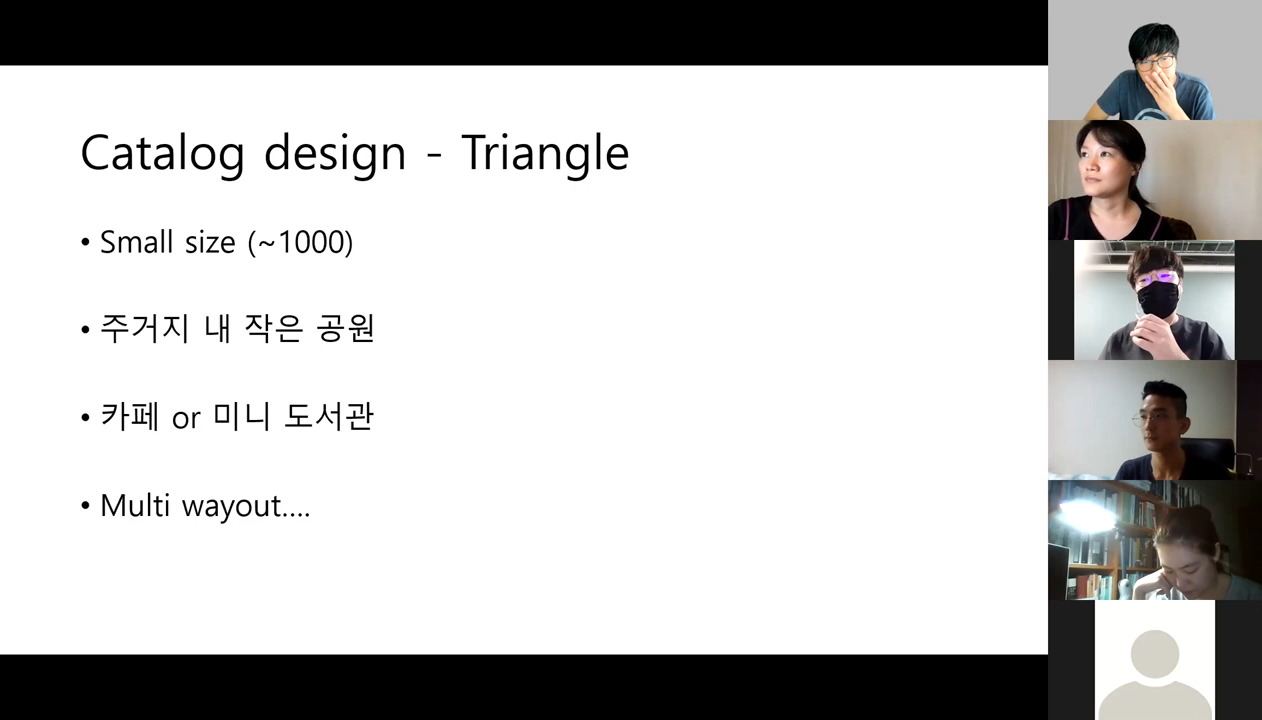 Catalog design - Triangle
• Small size (~1000)
• 주거지 내 작은 공원
• 카페 or 미니 도서관
• Multi wayout....